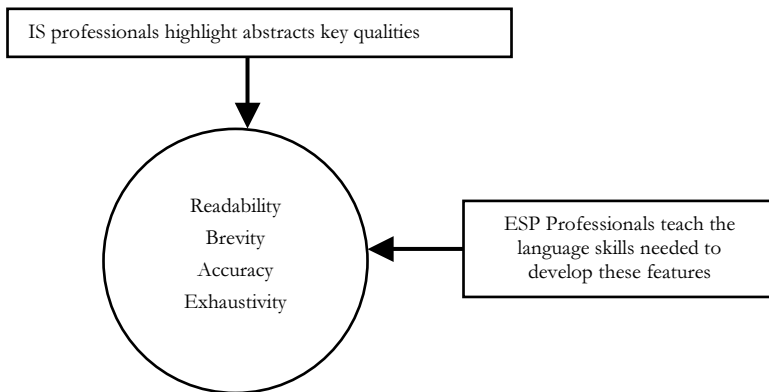 IS professionals highlight abstracts key qualities
Readability
Brevity
Accuracy
Exhaustivity
ESP Professionals teach the
language skills needed to
develop these features